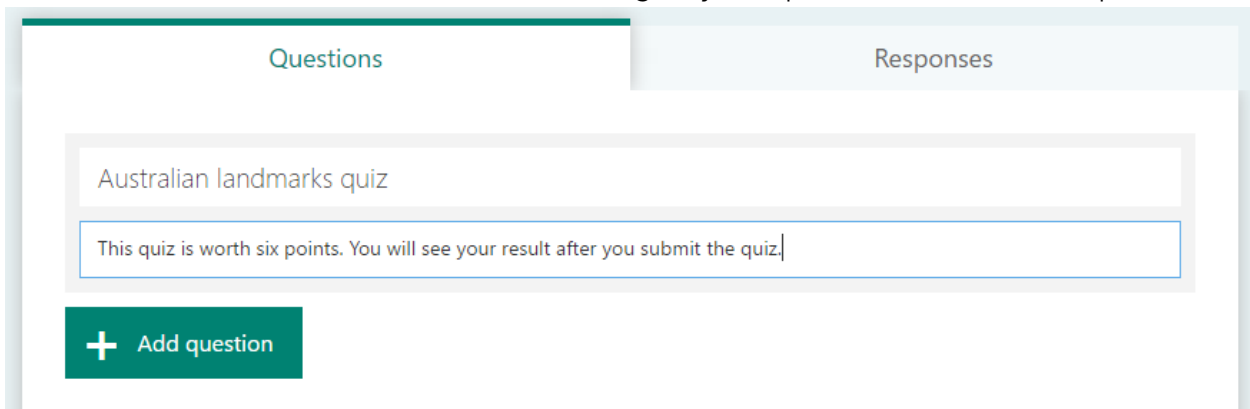 Questions
Responses
Australian landmarks quiz
This quiz is worth six points. You will see your result after you submit the quiz.
Add question